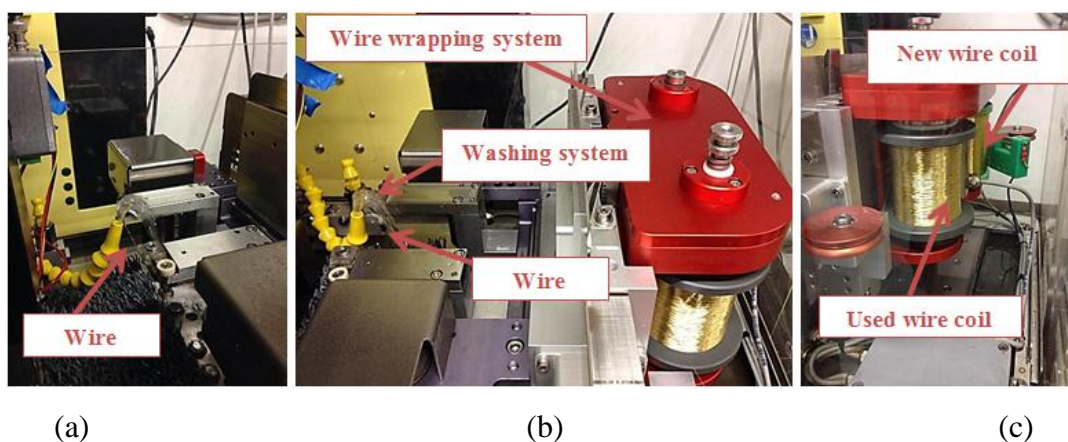 Wire wrapping system
New wire coil
Washing system
Wire
Wire
Used wire coil
(a)
(b)
(c)